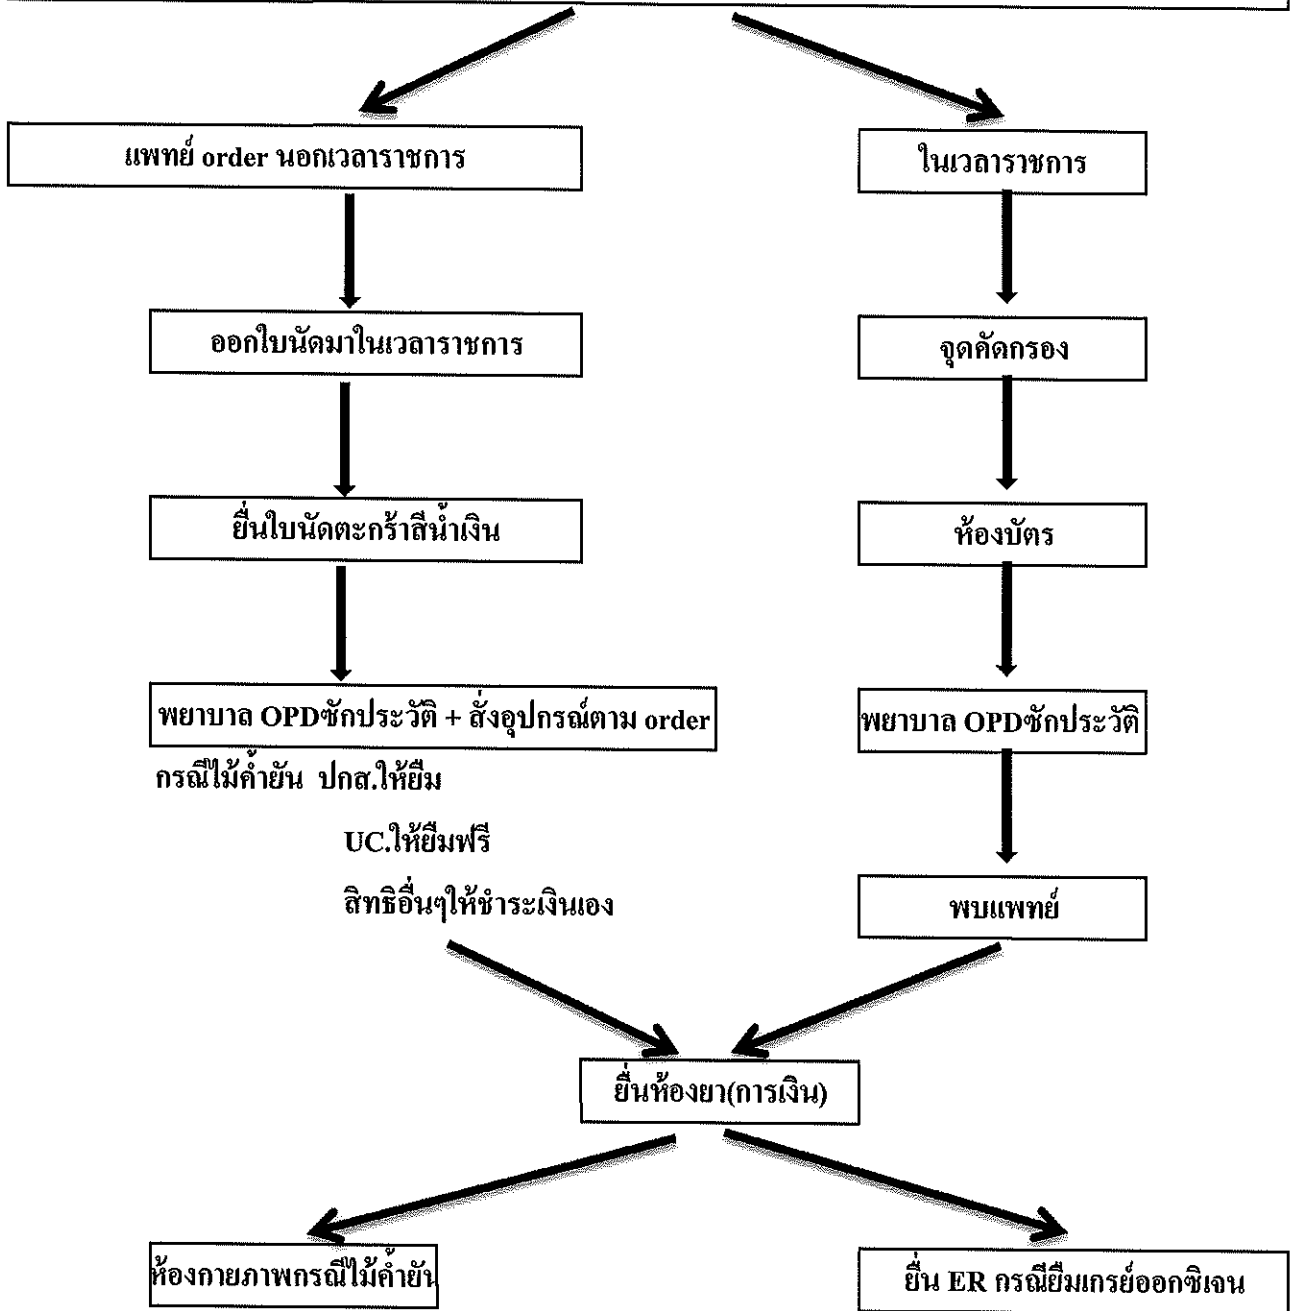 แพทย์ order นอกเวลาราชการ
ออกใบนัดมาในเวลาราชการ
ยื่นใบนัดตะกร้าสีน้ำเงิน
พยาบาล OPDซักประวัติ + สั่งอุปกรณ์ตาม order
กรณีไม้ค้ำยัน ปกส.ให้ยืม
UC.ให้ยืมฟรี
สิทธิอื่นๆให้ชำระเงินเอง
ในเวลาราชการ
จุดคัดกรอง
ห้องบัตร
พยาบาล OPDซักประวัติ
พบแพทย์
ยื่นห้องยา(การเงิน)
ห้องกายภาพกรณีไม้ค้ำยัน
ยื่น ER กรณียืมเกรย์ออกซิเจน